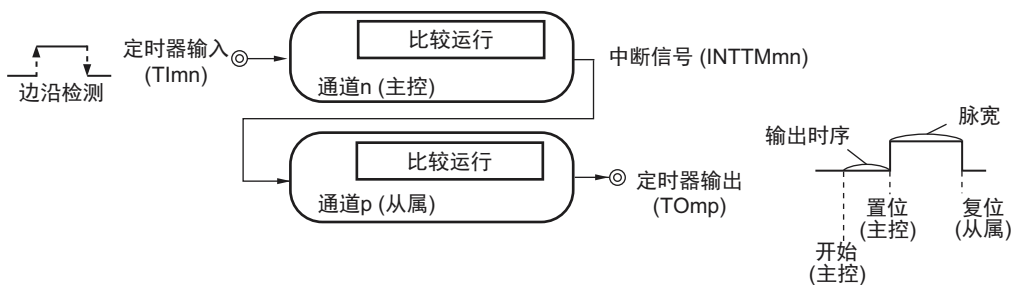 定时器输入
(TImn)
边沿检测
比较运行
通道n (主控)
中断信号 (INTTMmn)
比较运行
通道p (从属)
定时器输出
(TOmp)
输出时序
脉宽
开始
(主控)
置位
(主控)
复位
(从属)